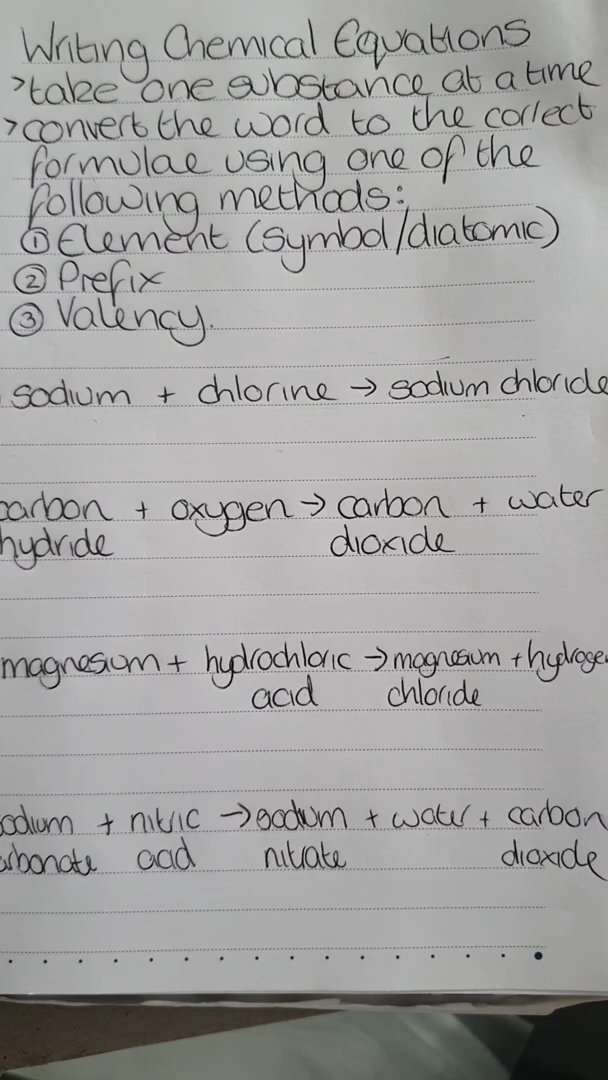 Writing Chemical Equations
>take one substance at a time
>convert the word to the correct
formulae using one of the
following methods:
① Element (symbol/diatomic)
② Prefix
③ Valency.
sodium + chlorine → sodium chloride
carbon + oxygen → carbon + water
hydride dioxide
magnesium + hydrochloric → magnesium + hydrogen
acid chloride
sodium + nitric → sodium + water + carbon
arbonate acid nitrate dioxide